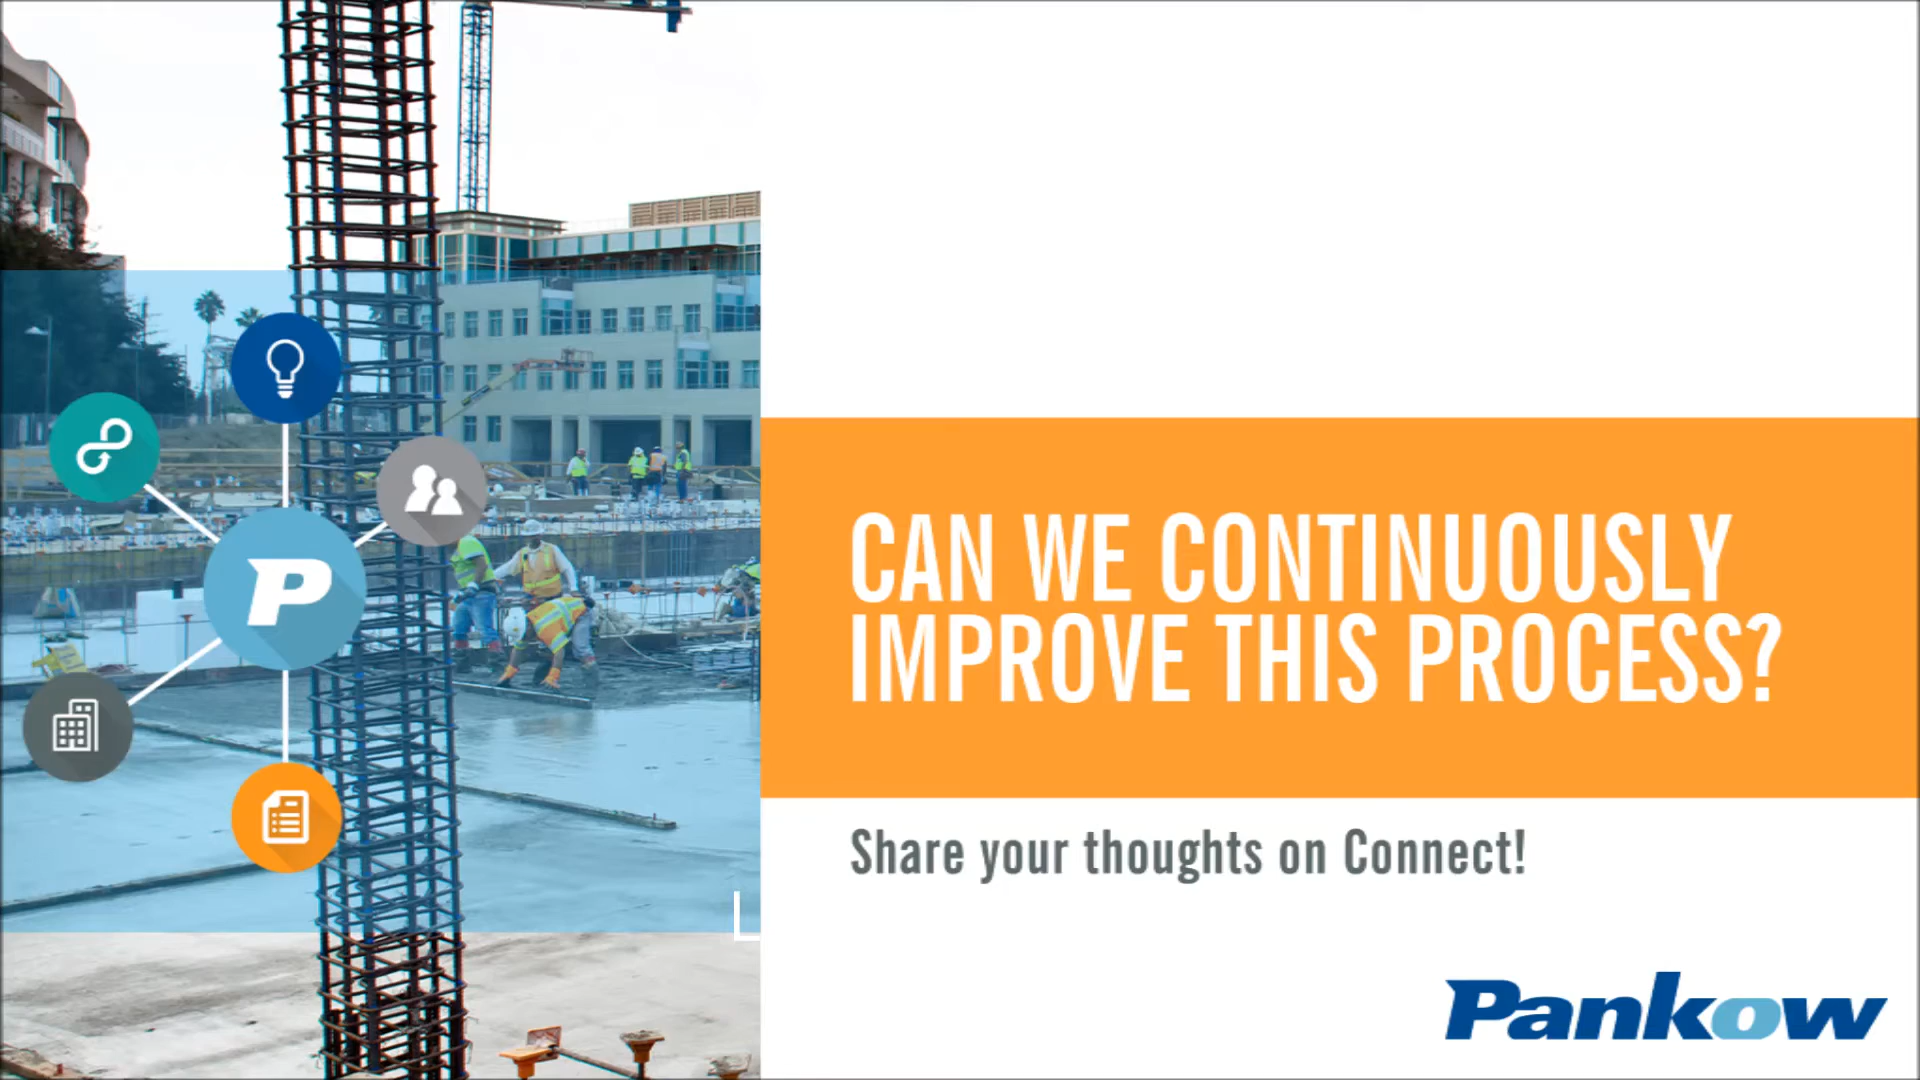 P
CAN WE CONTINUOUSLY
IMPROVE THIS PROCESS?
Share your thoughts on Connect!
Pankow